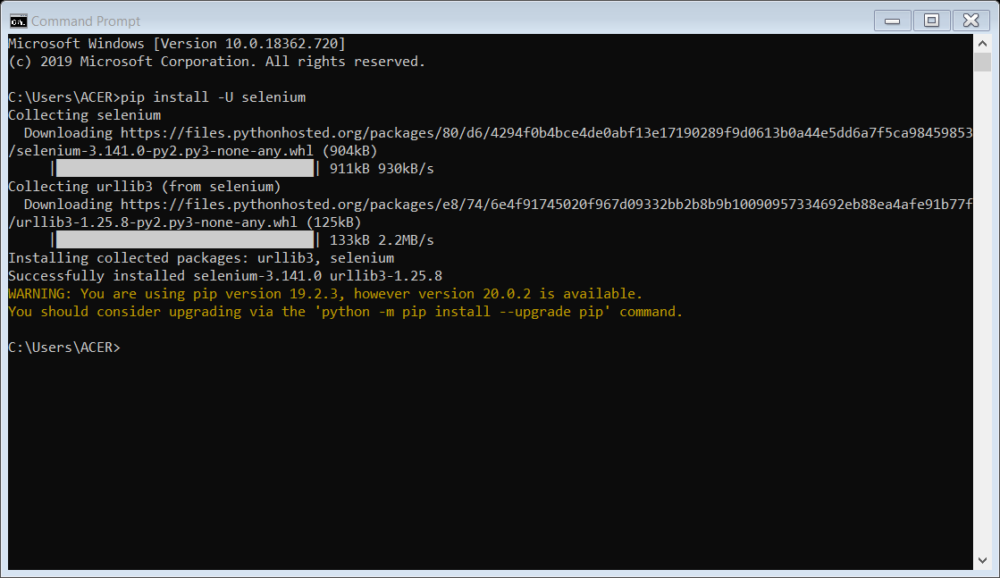 Command Prompt
Microsoft Windows [Version 10.0.18362.720]
(c) 2019 Microsoft Corporation. All rights reserved.
C:\Users\ACER>pip install -U selenium
Collecting selenium
Downloading https://files.pythonhosted.org/packages/80/d6/4294f0b4bce4de0abf13e17190289f9d0613b0a44e5dd6a7f5ca98459853
/selenium-3.141.0-py2.py3-none-any.whl (904kB)
|| 911kB 930kB/s
Collecting urllib3 (from selenium)
Downloading https://files.pythonhosted.org/packages/e8/74/6e4f91745020f967d09332bb2b8b9b10090957334692eb88ea4afe91b77f
/urllib3-1.25.8-py2.py3-none-any.whl (125kB)
|| 133kB 2.2MB/s
Installing collected packages: urllib3, selenium
Successfully installed selenium-3.141.0 urllib3-1.25.8
WARNING: You are using pip version 19.2.3, however version 20.0.2 is available.
You should consider upgrading via the 'python -m pip install --upgrade pip' command.
C:\Users\ACER>